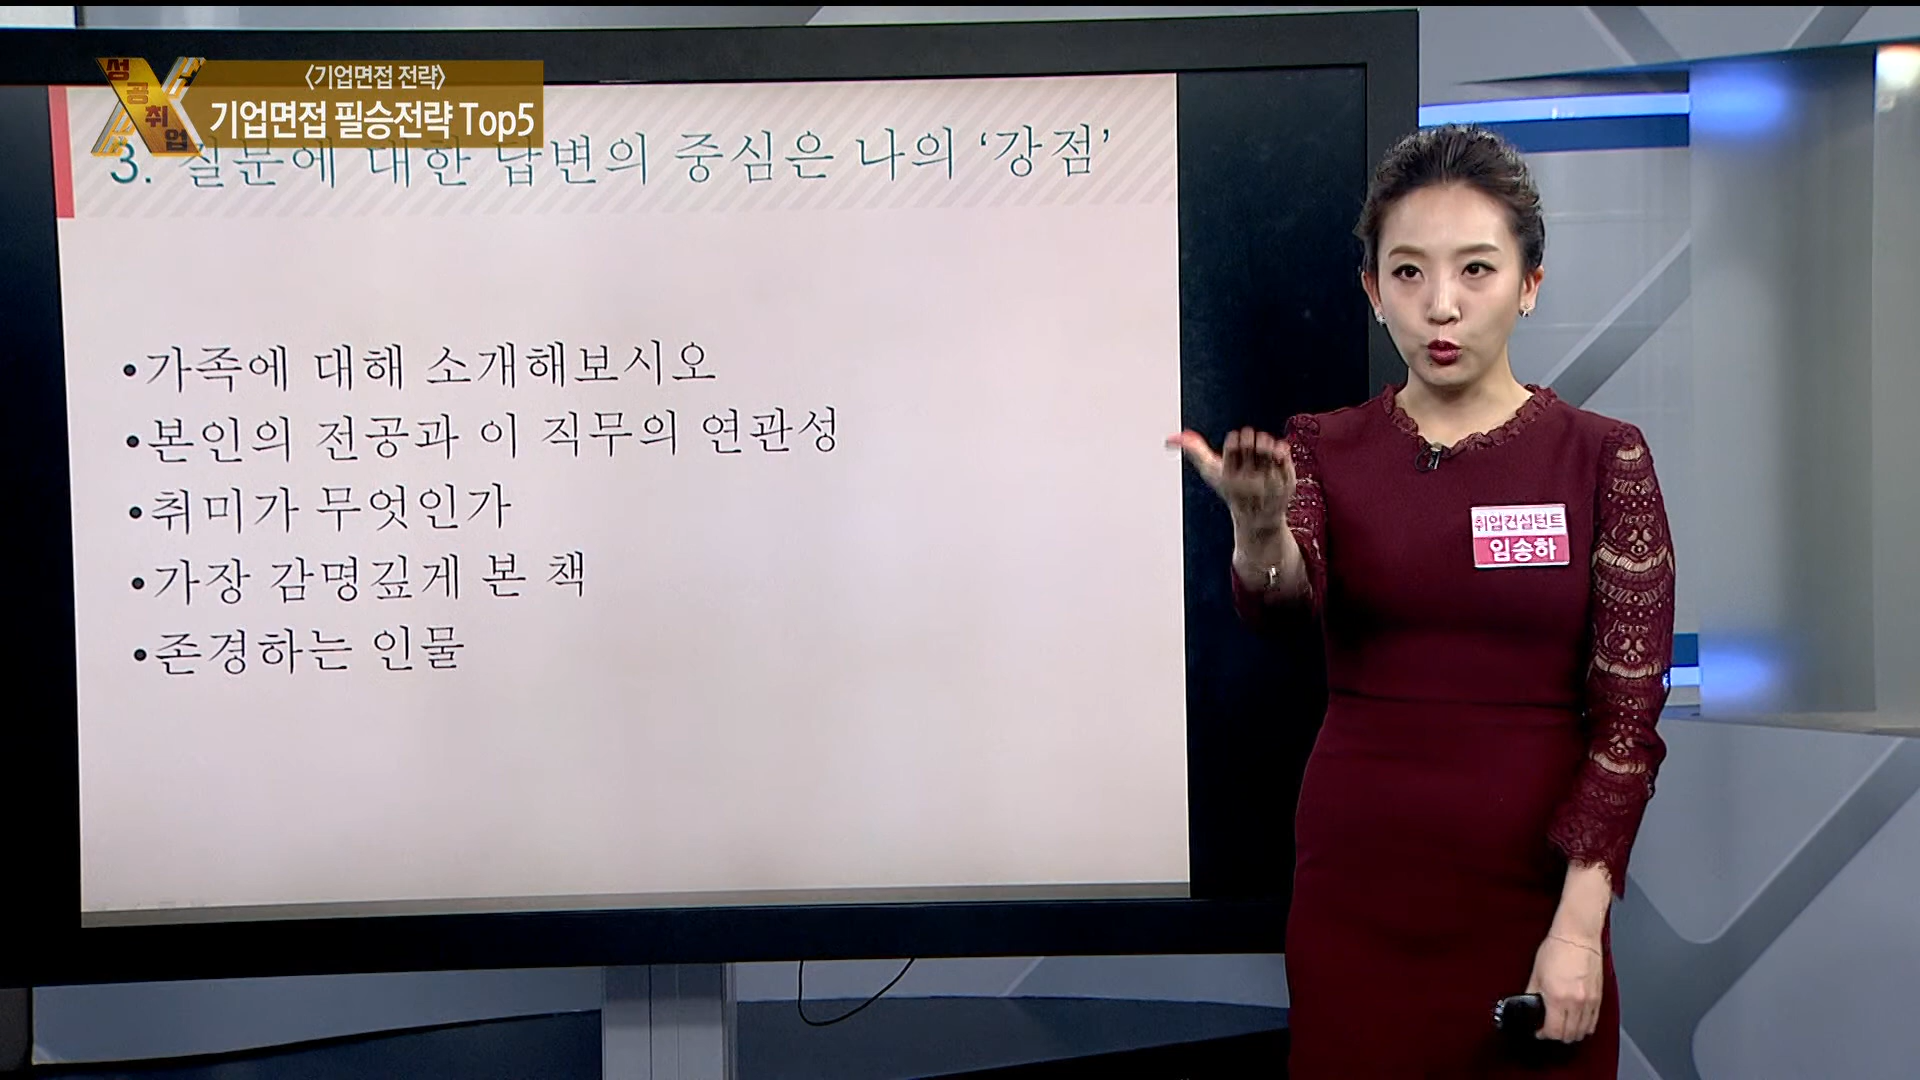 성공취업
〈기업면접 전략〉
기업면접 필승전략 Top5
3. 질문에 대한 답변의 중심은 나의 ‘강점’
•가족에 대해 소개해보시오
•본인의 전공과 이 직무의 연관성
•취미가 무엇인가
•가장 감명깊게 본 책
•존경하는 인물
취업컨설턴트
임송하